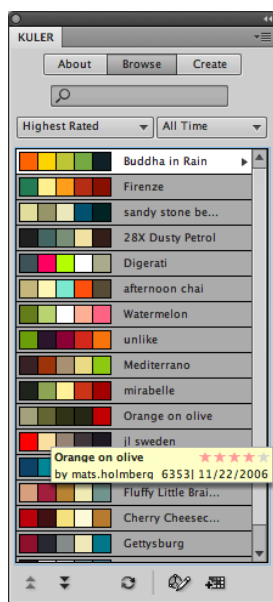 KULER
About Browse Create
Highest Rated All Time
Buddha in Rain
Firenze
sandy stone be...
28X Dusty Petrol
Digerati
afternoon chai
Watermelon
unlike
Mediterrano
mirabelle
Orange on olive
jl sweden
Orange on olive
by mats.holmberg 6353| 11/22/2006
Fluffy Little Brai...
Cherry Cheesec...
Gettysburg